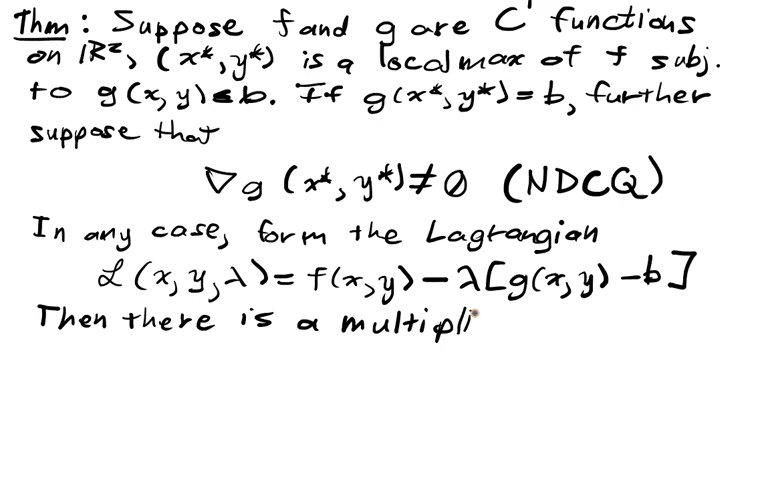 Thm: Suppose f and g are C¹ functions
on ℝ², (x*, y*) is a local max of f subj.
to g(x, y) ≤ b. If g(x*, y*) = b, further
suppose that
∇g (x*, y*) ≠ 0 (NDCQ)
In any case, form the Lagrangian
ℒ(x, y, λ) = f(x, y) − λ[g(x, y) − b]
Then there is a multipli